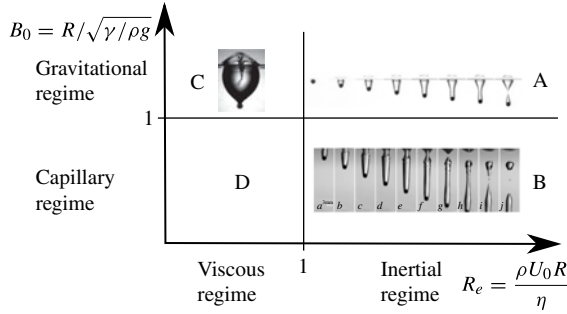 B₀ = R/√γ/ρg
Gravitational
regime
C
A
1
Capillary
regime
D
B
a b c d e f g h i j
1
Viscous
regime
Inertial
regime
Rₑ = ρU₀R/η